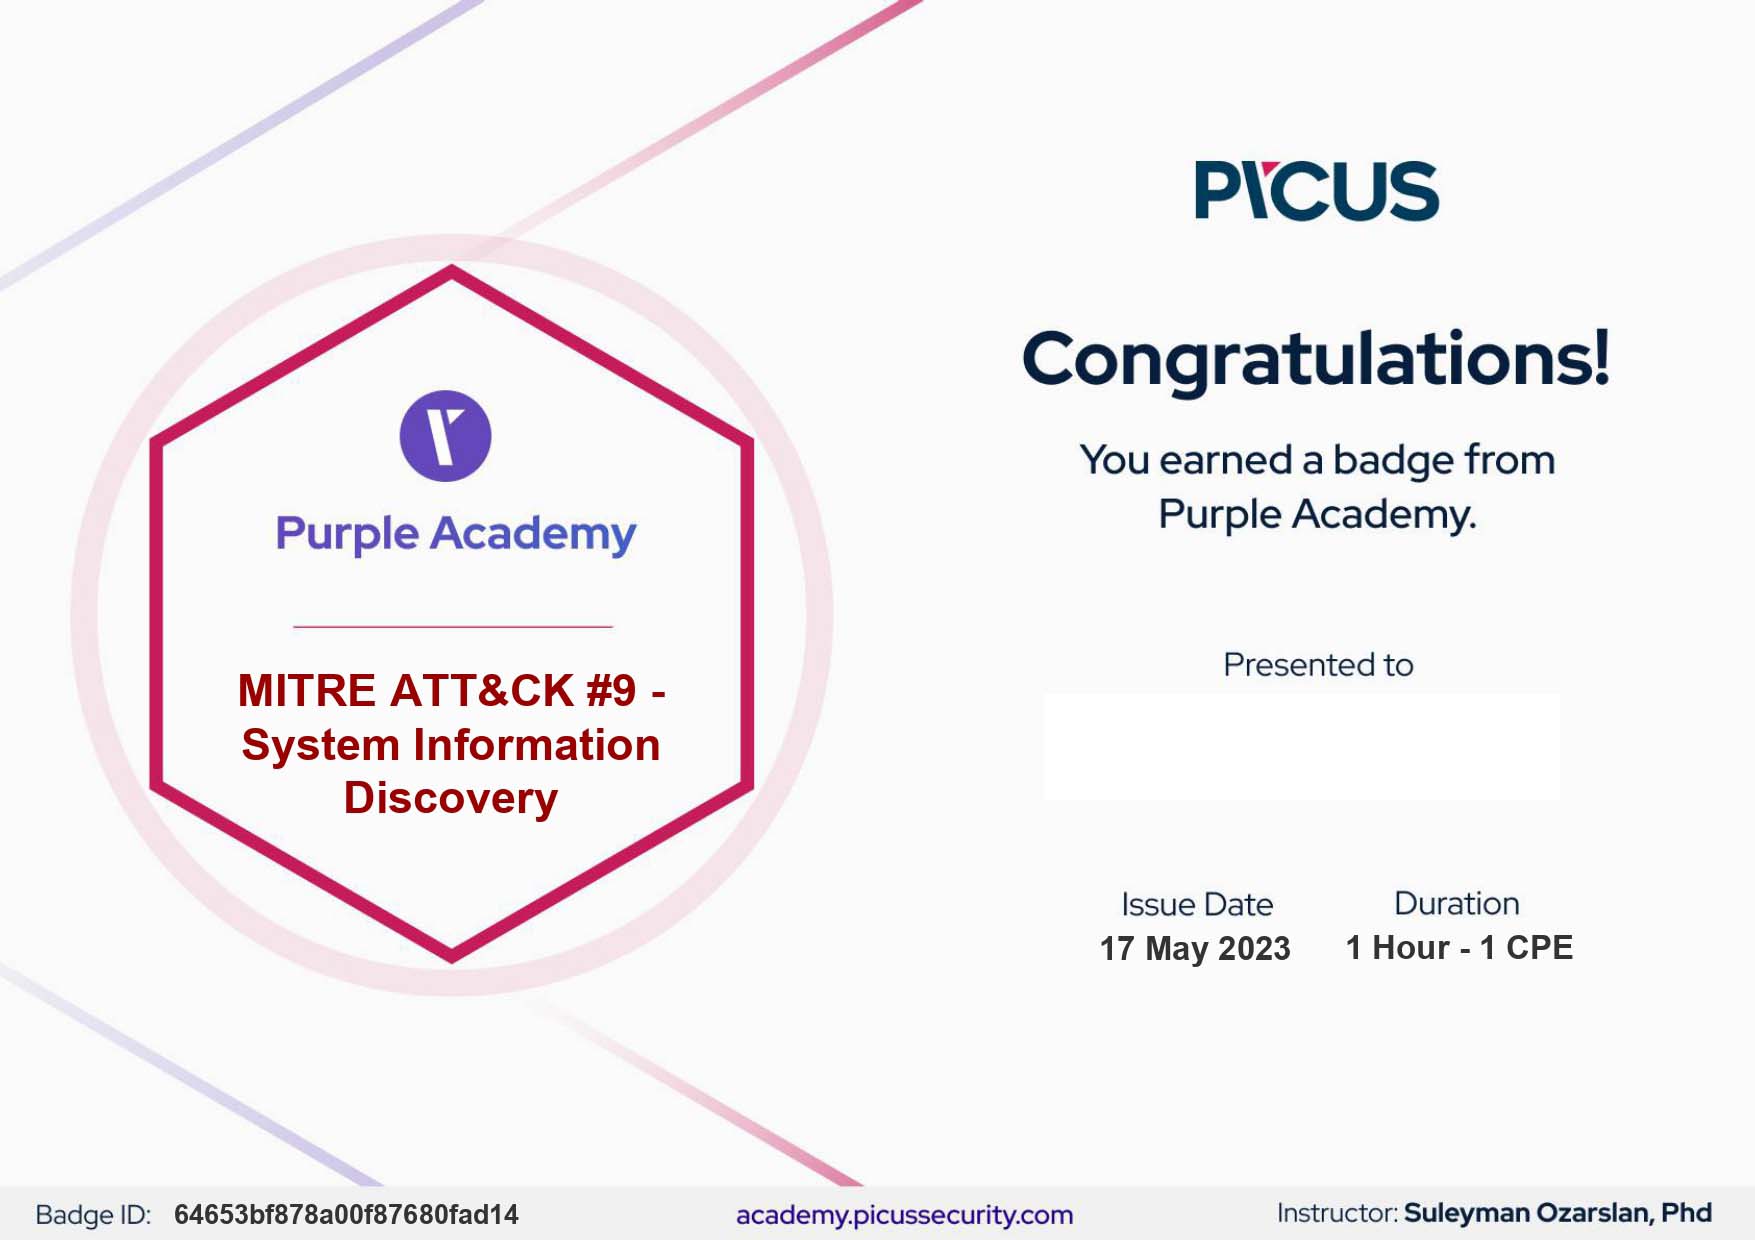 PICUS
Congratulations!
You earned a badge from
Purple Academy.
Purple Academy
MITRE ATT&CK #9 -
System Information
Discovery
Presented to
Issue Date
17 May 2023
Duration
1 Hour - 1 CPE
Badge ID: 64653bf878a00f87680fad14
academy.picussecurity.com
Instructor: Suleyman Ozarslan, Phd